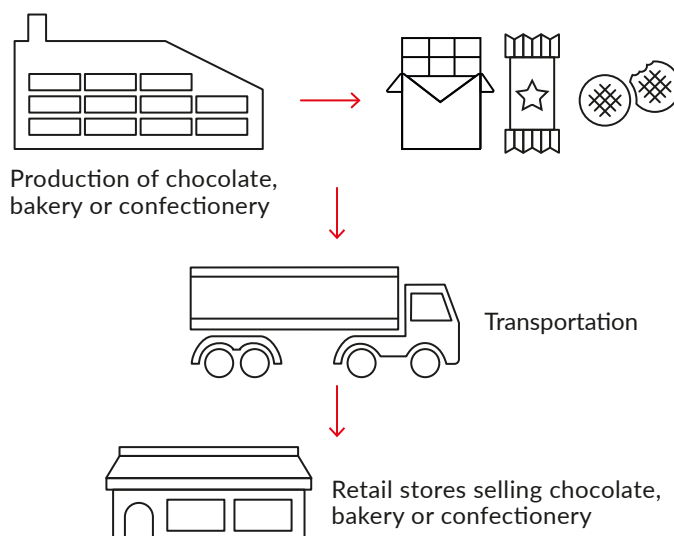 Production of chocolate,
bakery or confectionery
Transportation
Retail stores selling chocolate,
bakery or confectionery